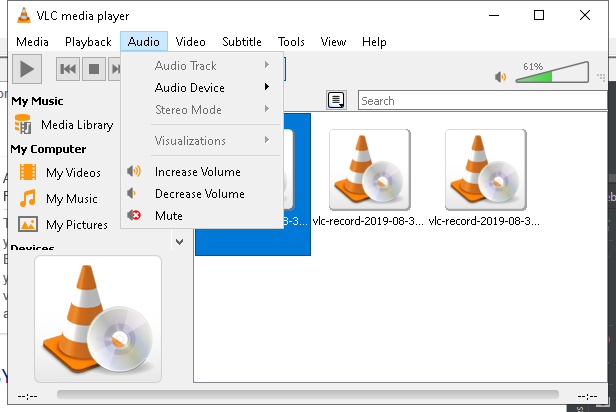 VLC media player
Media Playback Audio Video Subtitle Tools View Help
61%
Audio Track
Audio Device
Stereo Mode
Visualizations
Increase Volume
Decrease Volume
Mute
Search
My Music
Media Library
My Computer
My Videos
My Music
My Pictures
Devices
8-3... vlc-record-2019-08-3... vlc-record-2019-08-3...
--:-- --:--